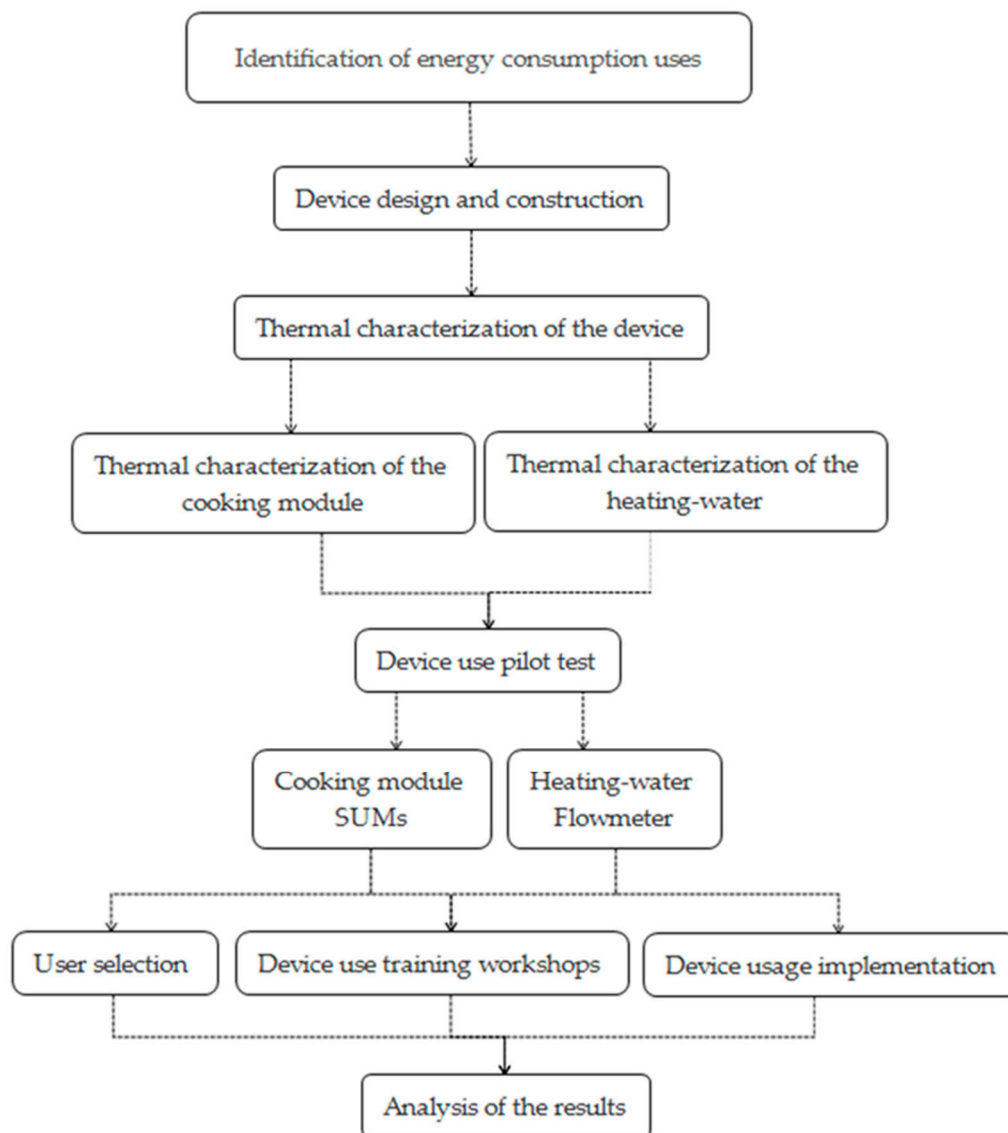 Identification of energy consumption uses
Device design and construction
Thermal characterization of the device
Thermal characterization of the
cooking module
Thermal characterization of the
heating-water
Device use pilot test
Cooking module
SUMs
Heating-water
Flowmeter
User selection
Device use training workshops
Device usage implementation
Analysis of the results